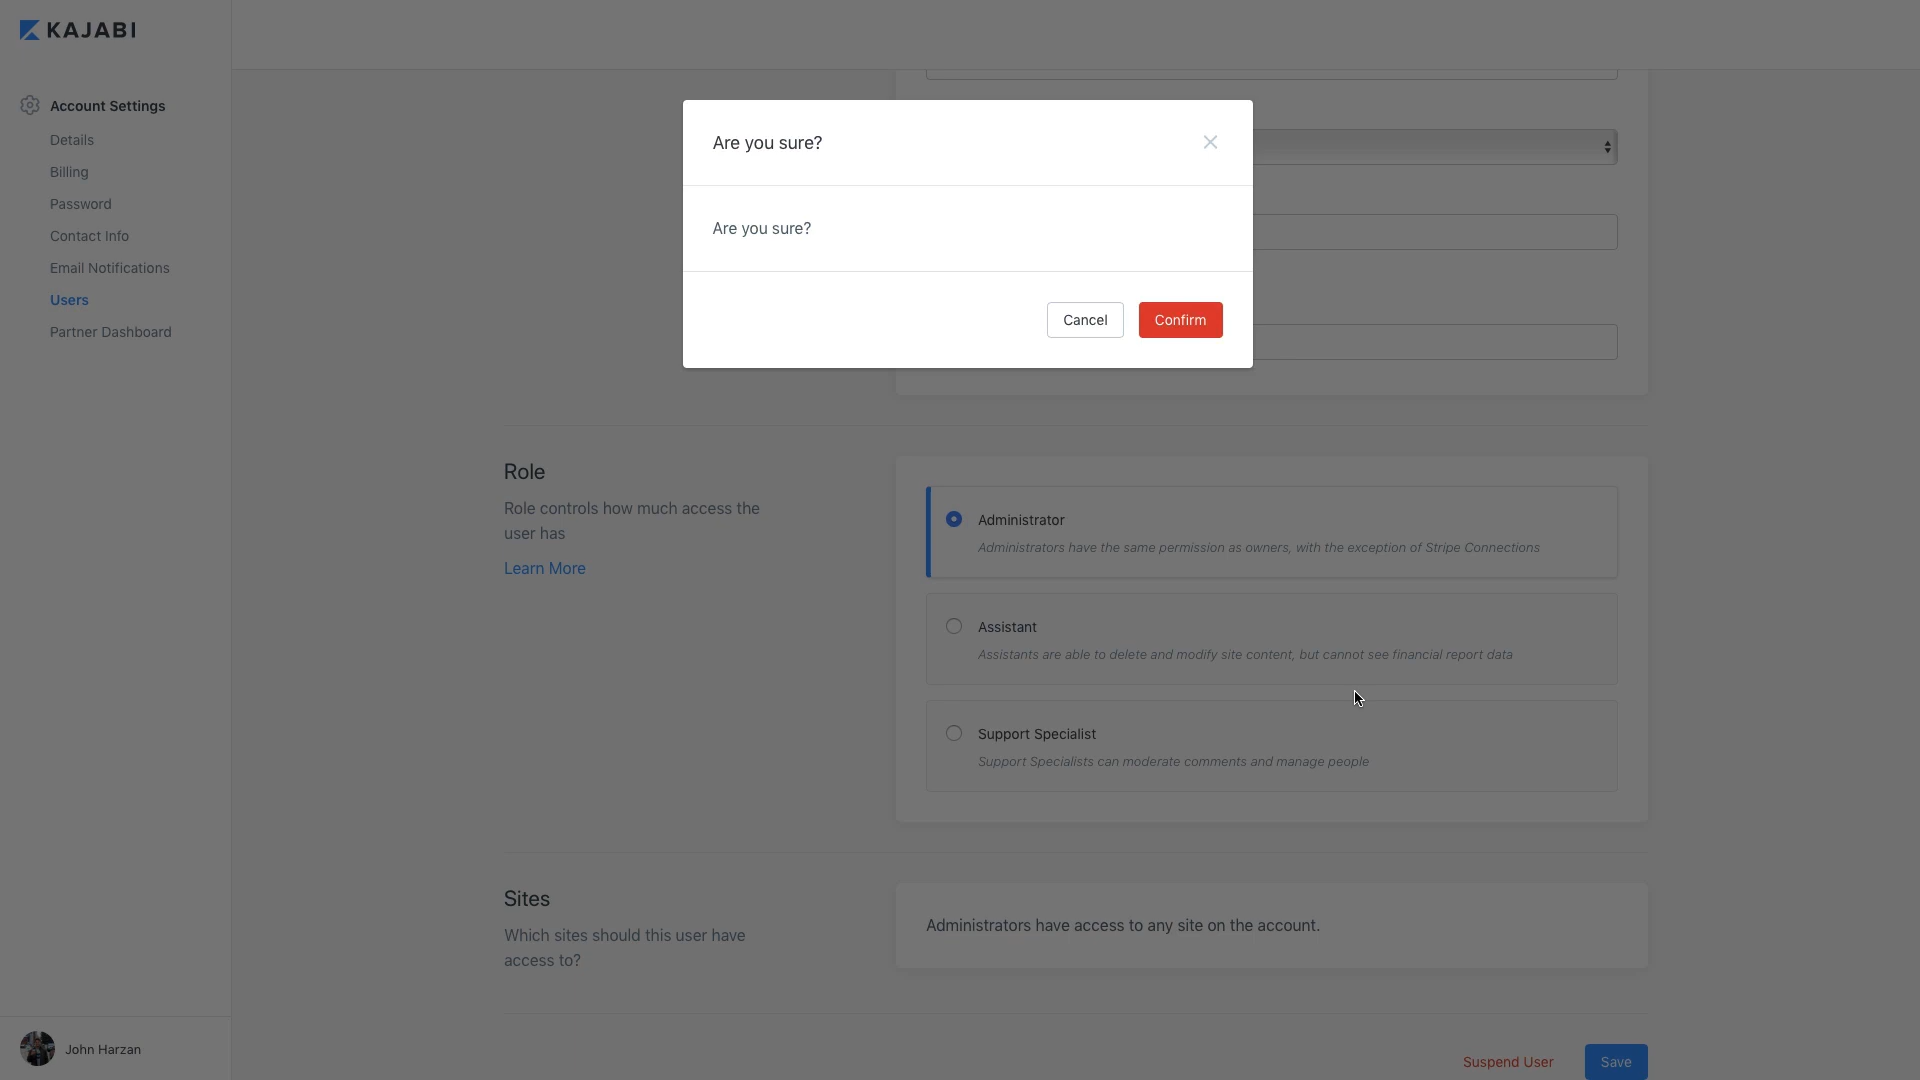 KAJABI
Account Settings
Details
Billing
Password
Contact Info
Email Notifications
Users
Partner Dashboard
John Harzan
Are you sure?
Are you sure?
Cancel
Confirm
Role
Role controls how much access the
user has
Learn More
Administrator
Administrators have the same permission as owners, with the exception of Stripe Connections
Assistant
Assistants are able to delete and modify site content, but cannot see financial report data
Support Specialist
Support Specialists can moderate comments and manage people
Sites
Which sites should this user have
access to?
Administrators have access to any site on the account.
Suspend User
Save